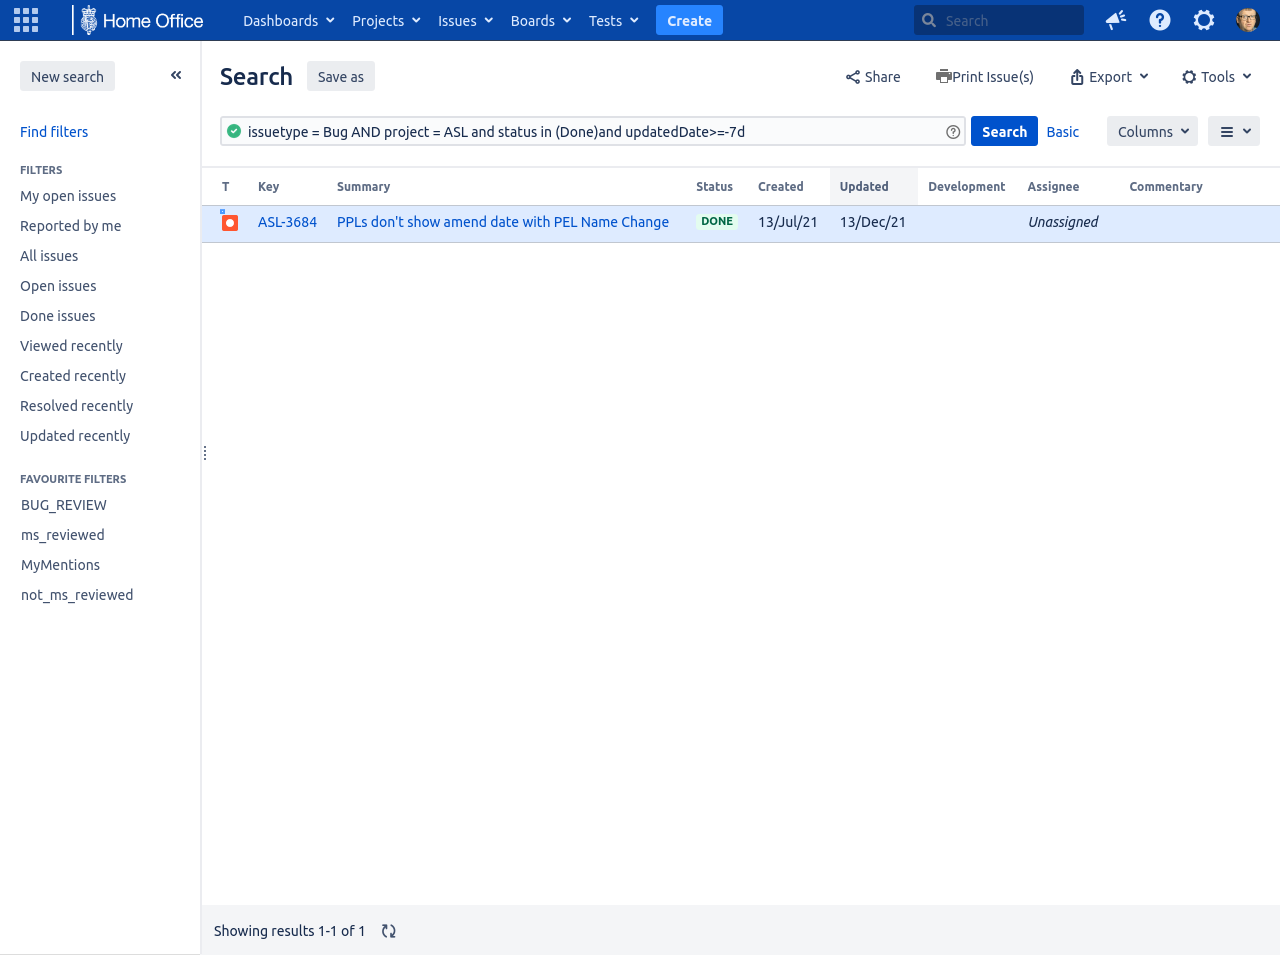 Home Office Dashboards Projects Issues Boards Tests Create Search
New search
Search Save as Share Print Issue(s) Export Tools
issuetype = Bug AND project = ASL and status in (Done)and updatedDate>=-7d Search Basic Columns
Find filters
FILTERS
My open issues
Reported by me
All issues
Open issues
Done issues
Viewed recently
Created recently
Resolved recently
Updated recently
FAVOURITE FILTERS
BUG_REVIEW
ms_reviewed
MyMentions
not_ms_reviewed
T Key Summary Status Created Updated Development Assignee Commentary
ASL-3684 PPLs don't show amend date with PEL Name Change DONE 13/Jul/21 13/Dec/21 Unassigned
Showing results 1-1 of 1